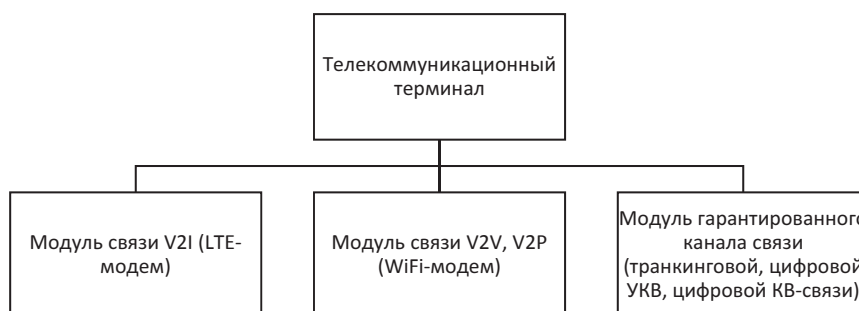 Телекоммуникационный
терминал
Модуль связи V2I (LTE-
модем)
Модуль связи V2V, V2P
(WiFi-модем)
Модуль гарантированного
канала связи
(транкинговой, цифровой
УКВ, цифровой КВ-связи)